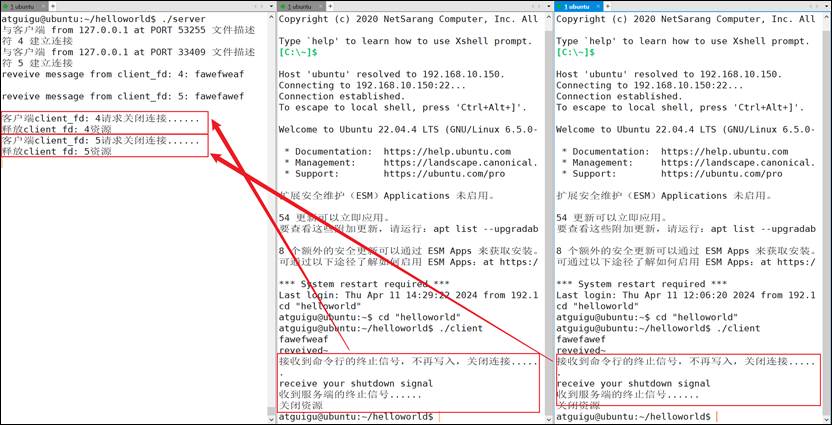 1 ubuntu
atguigu@ubuntu:~/helloworld$ ./server
与客户端 from 127.0.0.1 at PORT 53255 文件描述
符 4 建立连接
与客户端 from 127.0.0.1 at PORT 33409 文件描述
符 5 建立连接
reveive message from client_fd: 4: fawefweaf
reveive message from client_fd: 5: fawefawef
客户端client_fd: 4请求关闭连接......
释放client_fd: 4资源
客户端client_fd: 5请求关闭连接......
释放client_fd: 5资源
1 ubuntu
Copyright (c) 2020 NetSarang Computer, Inc. All
Type `help' to learn how to use Xshell prompt.
[C:\~]$
Host 'ubuntu' resolved to 192.168.10.150.
Connecting to 192.168.10.150:22...
Connection established.
To escape to local shell, press 'Ctrl+Alt+]'.
Welcome to Ubuntu 22.04.4 LTS (GNU/Linux 6.5.0-
* Documentation: https://help.ubuntu.com
* Management: https://landscape.canonical.
* Support: https://ubuntu.com/pro
扩展安全维护（ESM）Applications 未启用。
54 更新可以立即应用。
要查看这些附加更新，请运行：apt list --upgradab
8 个额外的安全更新可以通过 ESM Apps 来获取安装。
可通过以下途径了解如何启用 ESM Apps：at https:/
*** System restart required ***
Last login: Thu Apr 11 14:29:22 2024 from 192.1
cd "helloworld"
atguigu@ubuntu:~$ cd "helloworld"
atguigu@ubuntu:~/helloworld$ ./client
fawefweaf
reveived~
接收到命令行的终止信号，不再写入，关闭连接.....
.
receive your shutdown signal
收到服务端的终止信号......
关闭资源
atguigu@ubuntu:~/helloworld$
1 ubuntu
Copyright (c) 2020 NetSarang Computer, Inc. All
Type `help' to learn how to use Xshell prompt.
[C:\~]$
Host 'ubuntu' resolved to 192.168.10.150.
Connecting to 192.168.10.150:22...
Connection established.
To escape to local shell, press 'Ctrl+Alt+]'.
Welcome to Ubuntu 22.04.4 LTS (GNU/Linux 6.5.0-
* Documentation: https://help.ubuntu.com
* Management: https://landscape.canonical.
* Support: https://ubuntu.com/pro
扩展安全维护（ESM）Applications 未启用。
54 更新可以立即应用。
要查看这些附加更新，请运行：apt list --upgradab
8 个额外的安全更新可以通过 ESM Apps 来获取安装。
可通过以下途径了解如何启用 ESM Apps：at https:/
*** System restart required ***
Last login: Thu Apr 11 12:06:20 2024 from 192.1
cd "helloworld"
atguigu@ubuntu:~$ cd "helloworld"
atguigu@ubuntu:~/helloworld$ ./client
fawefawef
reveived~
接收到命令行的终止信号，不再写入，关闭连接.....
.
receive your shutdown signal
收到服务端的终止信号......
关闭资源
atguigu@ubuntu:~/helloworld$